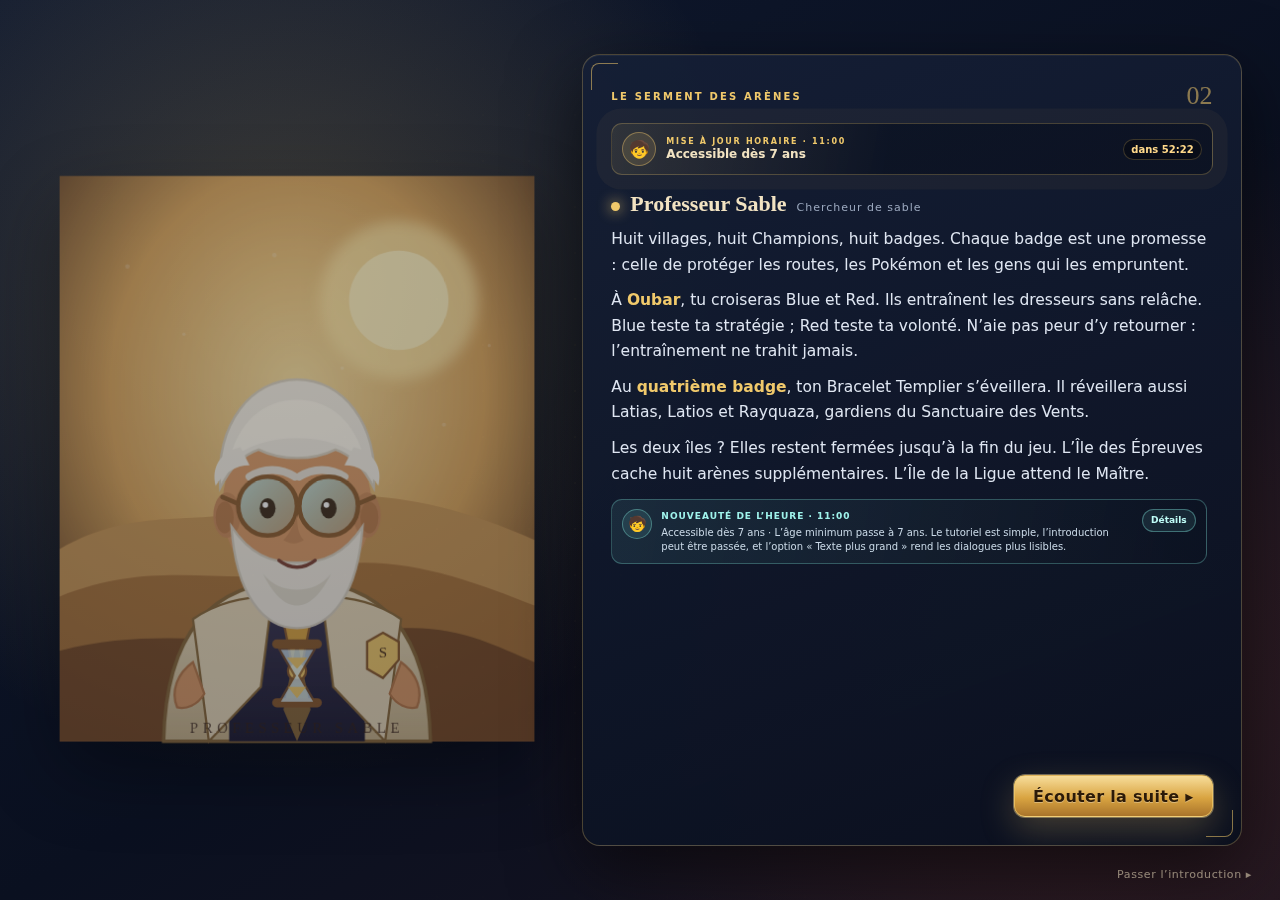 LE SERMENT DES ARÈNES
02
MISE À JOUR HORAIRE · 11:00
Accessible dès 7 ans
dans 52:22
Professeur Sable Chercheur de sable
Huit villages, huit Champions, huit badges. Chaque badge est une promesse
: celle de protéger les routes, les Pokémon et les gens qui les empruntent.
À Oubar, tu croiseras Blue et Red. Ils entraînent les dresseurs sans relâche.
Blue teste ta stratégie ; Red teste ta volonté. N’aie pas peur d’y retourner :
l’entraînement ne trahit jamais.
Au quatrième badge, ton Bracelet Templier s’éveillera. Il réveillera aussi
Latias, Latios et Rayquaza, gardiens du Sanctuaire des Vents.
Les deux îles ? Elles restent fermées jusqu’à la fin du jeu. L’Île des Épreuves
cache huit arènes supplémentaires. L’Île de la Ligue attend le Maître.
NOUVEAUTÉ DE L’HEURE · 11:00
Détails
Accessible dès 7 ans · L’âge minimum passe à 7 ans. Le tutoriel est simple, l’introduction
peut être passée, et l’option « Texte plus grand » rend les dialogues plus lisibles.
S
Écouter la suite ▸
Passer l’introduction ▸